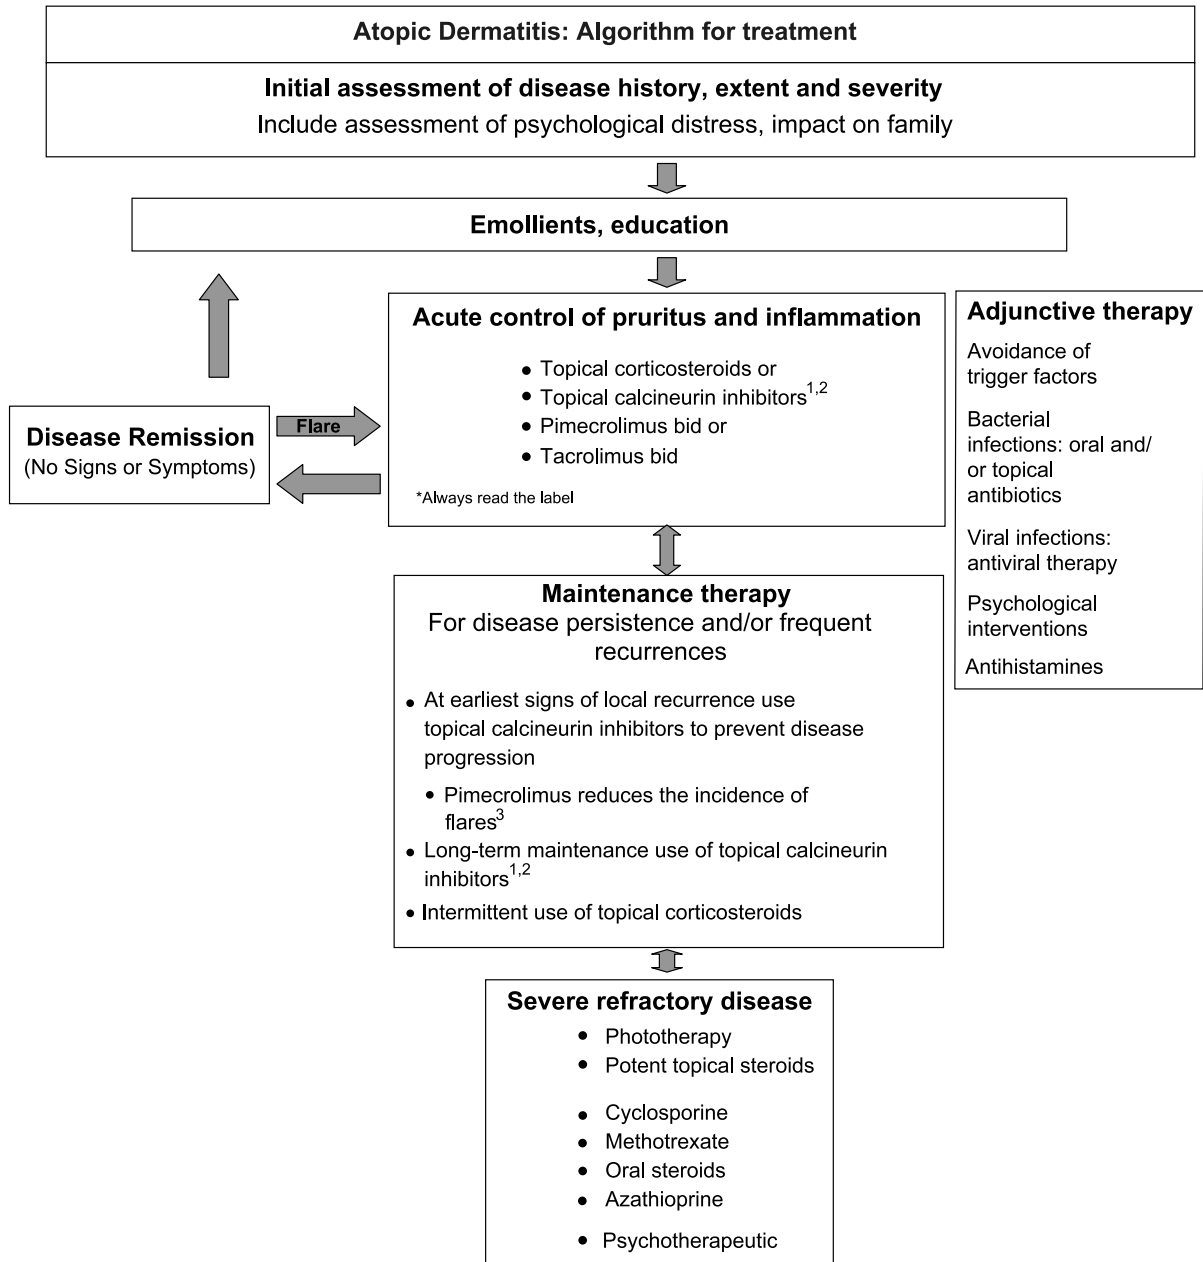 Atopic Dermatitis: Algorithm for treatment
Initial assessment of disease history, extent and severity
Include assessment of psychological distress, impact on family
Emollients, education
Acute control of pruritus and inflammation
• Topical corticosteroids or
• Topical calcineurin inhibitors1,2
• Pimecrolimus bid or
• Tacrolimus bid
*Always read the label
Disease Remission
(No Signs or Symptoms)
Flare
Adjunctive therapy
Avoidance of
trigger factors
Bacterial
infections: oral and/
or topical
antibiotics
Viral infections:
antiviral therapy
Psychological
interventions
Antihistamines
Maintenance therapy
For disease persistence and/or frequent
recurrences
• At earliest signs of local recurrence use
topical calcineurin inhibitors to prevent disease
progression
• Pimecrolimus reduces the incidence of
flares3
• Long-term maintenance use of topical calcineurin
inhibitors1,2
• Intermittent use of topical corticosteroids
Severe refractory disease
• Phototherapy
• Potent topical steroids
• Cyclosporine
• Methotrexate
• Oral steroids
• Azathioprine
• Psychotherapeutic